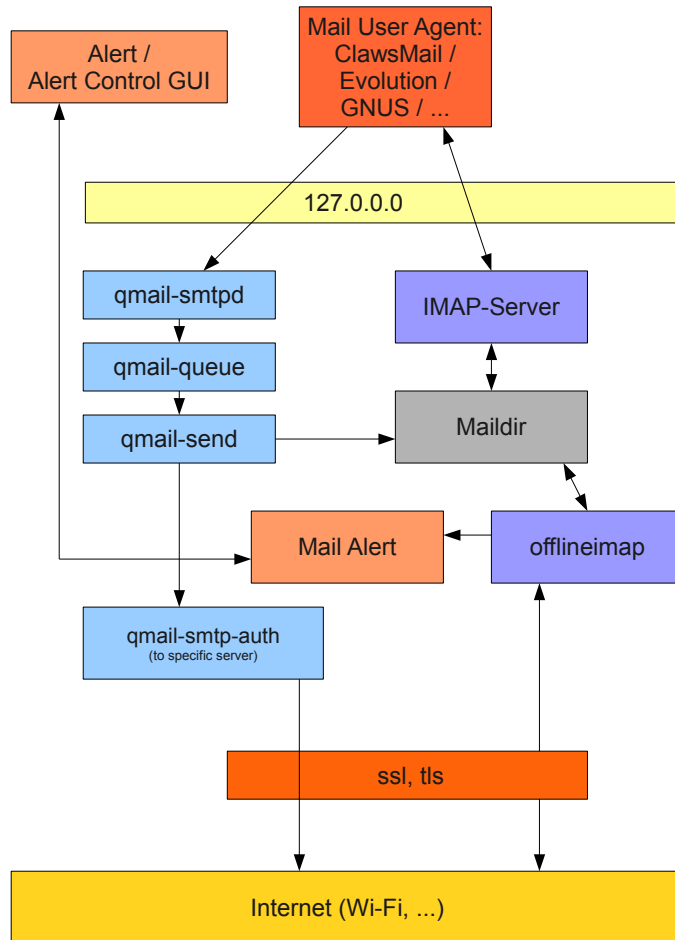 Alert /
Alert Control GUI
Mail User Agent:
ClawsMail /
Evolution /
GNUS / ...
127.0.0.0
qmail-smtpd
IMAP-Server
qmail-queue
qmail-send
Maildir
Mail Alert
offlineimap
qmail-smtp-auth
(to specific server)
ssl, tls
Internet (Wi-Fi, ...)